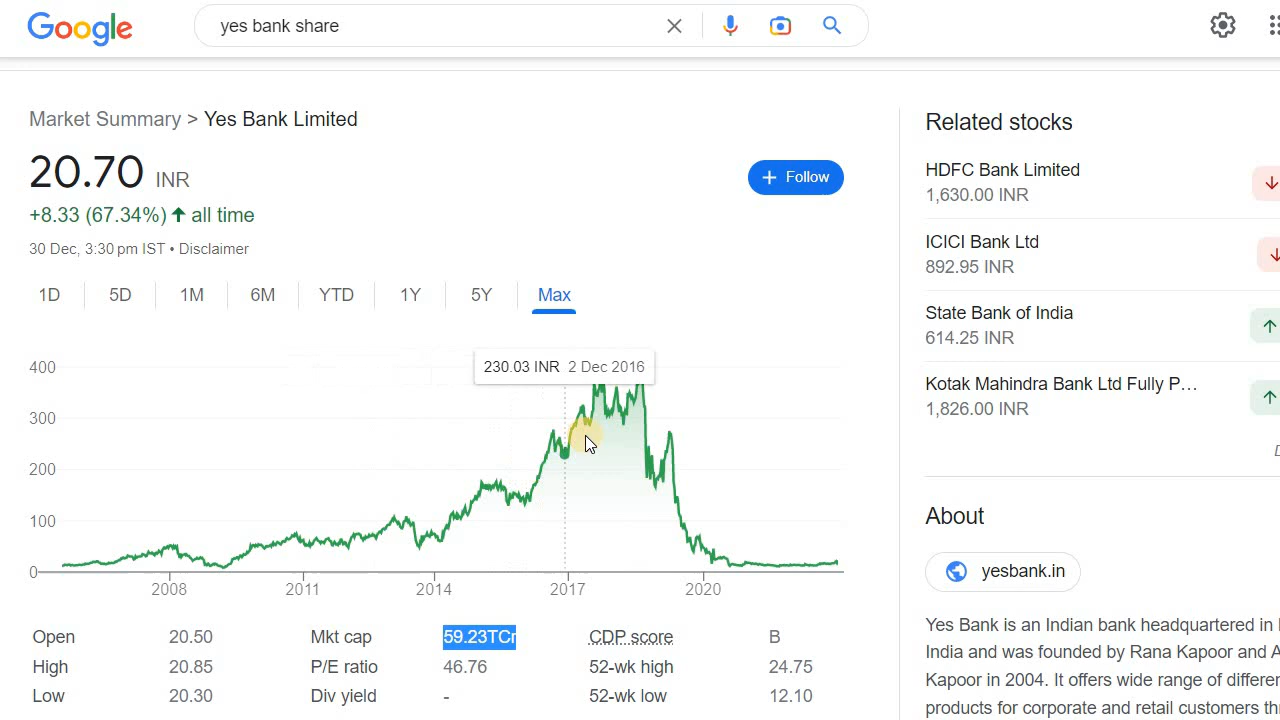 Google
yes bank share
Market Summary > Yes Bank Limited
20.70 INR
+ Follow
+8.33 (67.34%) ↑ all time
30 Dec, 3:30 pm IST • Disclaimer
1D 5D 1M 6M YTD 1Y 5Y Max
230.03 INR 2 Dec 2016
400
300
200
100
0
2008 2011 2014 2017 2020
Open 20.50 Mkt cap 59.23TCr CDP score B
High 20.85 P/E ratio 46.76 52-wk high 24.75
Low 20.30 Div yield - 52-wk low 12.10
Related stocks
HDFC Bank Limited
1,630.00 INR
ICICI Bank Ltd
892.95 INR
State Bank of India
614.25 INR
Kotak Mahindra Bank Ltd Fully P…
1,826.00 INR
About
yesbank.in
Yes Bank is an Indian bank headquartered in
India and was founded by Rana Kapoor and
Kapoor in 2004. It offers wide range of
products for corporate and retail customers